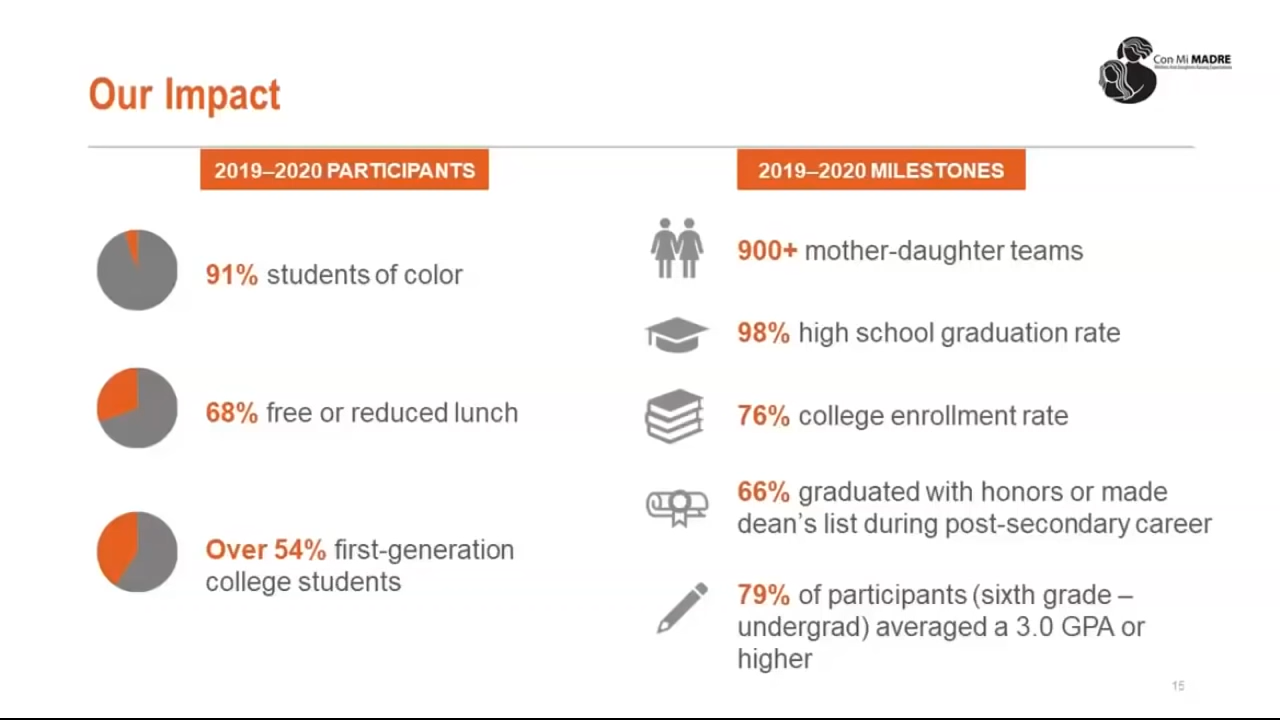 Con Mi MADRE
Our Impact
2019–2020 PARTICIPANTS
91% students of color
68% free or reduced lunch
Over 54% first-generation
college students
2019–2020 MILESTONES
900+ mother-daughter teams
98% high school graduation rate
76% college enrollment rate
66% graduated with honors or made
dean’s list during post-secondary career
79% of participants (sixth grade –
undergrad) averaged a 3.0 GPA or
higher
15